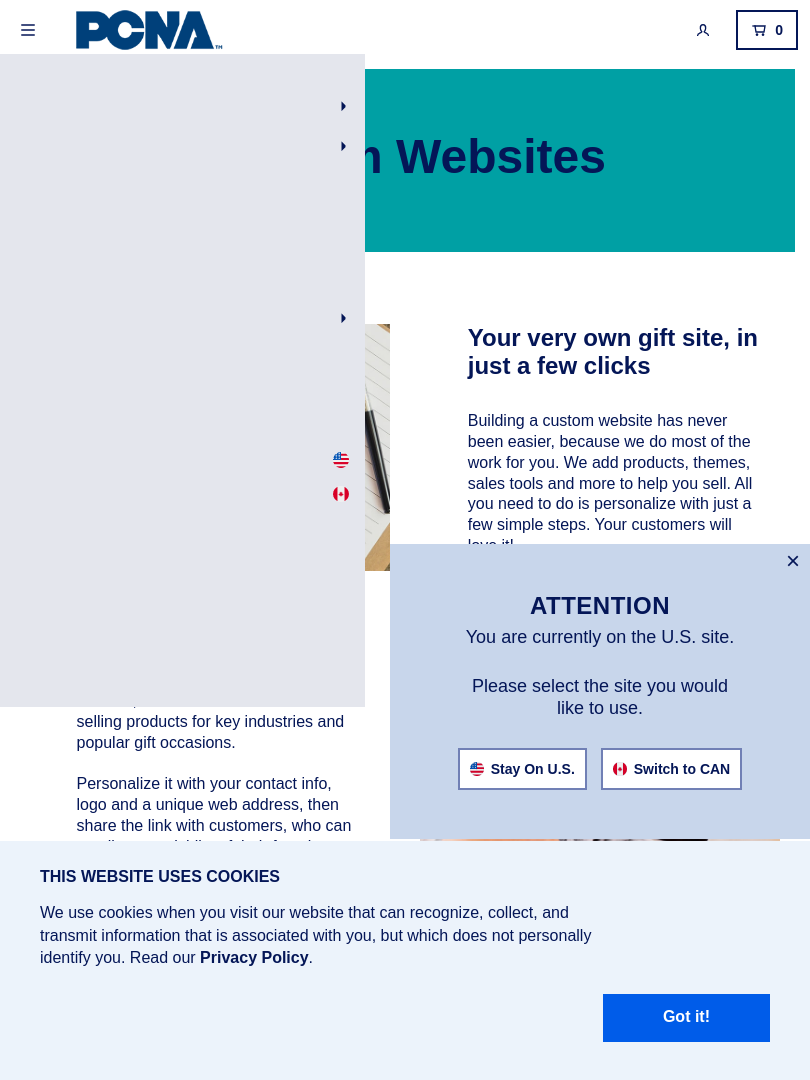 PCNA™
0
Websites
Your very own gift site, in
just a few clicks
Building a custom website has never
been easier, because we do most of the
work for you. We add products, themes,
sales tools and more to help you sell. All
you need to do is personalize with just a
few simple steps. Your customers will
love it!
ATTENTION
You are currently on the U.S. site.
Please select the site you would
like to use.
Stay On U.S.
Switch to CAN
selling products for key industries and
popular gift occasions.
Personalize it with your contact info,
logo and a unique web address, then
share the link with customers, who can
THIS WEBSITE USES COOKIES
We use cookies when you visit our website that can recognize, collect, and
transmit information that is associated with you, but which does not personally
identify you. Read our Privacy Policy.
Got it!